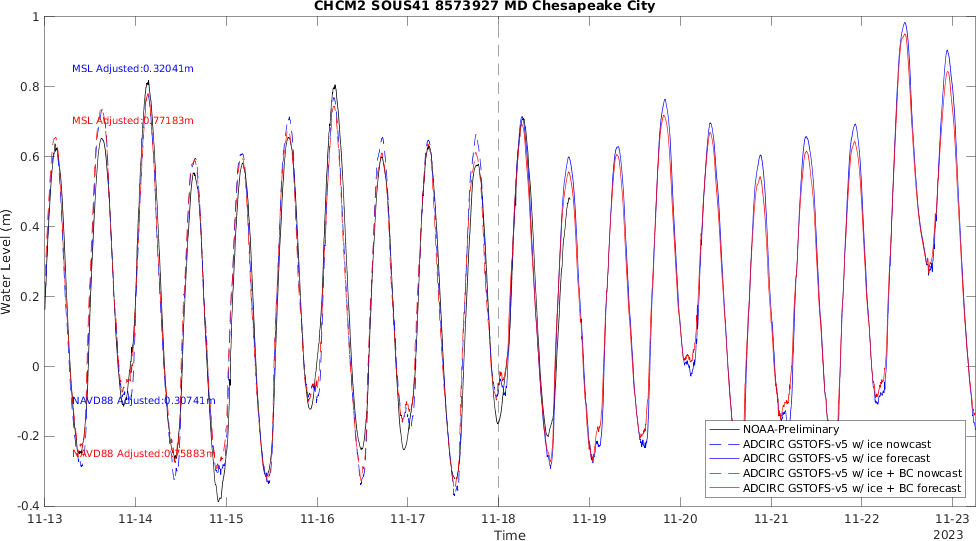 CHCM2 SOUS41 8573927 MD Chesapeake City
Water Level (m)
1
0.8
0.6
0.4
0.2
0
-0.2
-0.4
MSL Adjusted:0.32041m
MSL Adjusted:0.77183m
NAVD88 Adjusted:0.30741m
NAVD88 Adjusted:0.75883m
NOAA-Preliminary
ADCIRC GSTOFS-v5 w/ ice nowcast
ADCIRC GSTOFS-v5 w/ ice forecast
ADCIRC GSTOFS-v5 w/ice + BC nowcast
ADCIRC GSTOFS-v5 w/ice + BC forecast
11-13 11-14 11-15 11-16 11-17 11-18 11-19 11-20 11-21 11-22 11-23
Time
2023